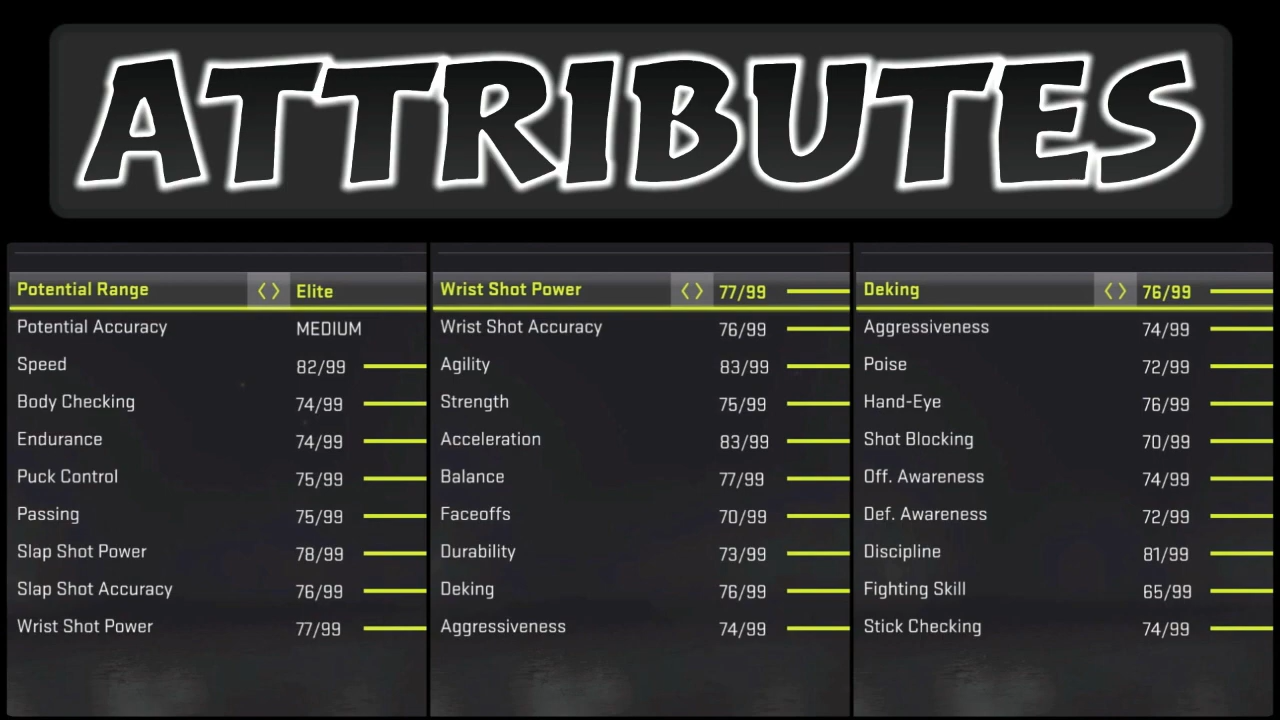 ATTRIBUTES
Potential Range <> Elite
Potential Accuracy MEDIUM
Speed 82/99
Body Checking 74/99
Endurance 74/99
Puck Control 75/99
Passing 75/99
Slap Shot Power 78/99
Slap Shot Accuracy 76/99
Wrist Shot Power 77/99
Wrist Shot Power <> 77/99
Wrist Shot Accuracy 76/99
Agility 83/99
Strength 75/99
Acceleration 83/99
Balance 77/99
Faceoffs 70/99
Durability 73/99
Deking 76/99
Aggressiveness 74/99
Deking <> 76/99
Aggressiveness 74/99
Poise 72/99
Hand-Eye 76/99
Shot Blocking 70/99
Off. Awareness 74/99
Def. Awareness 72/99
Discipline 81/99
Fighting Skill 65/99
Stick Checking 74/99